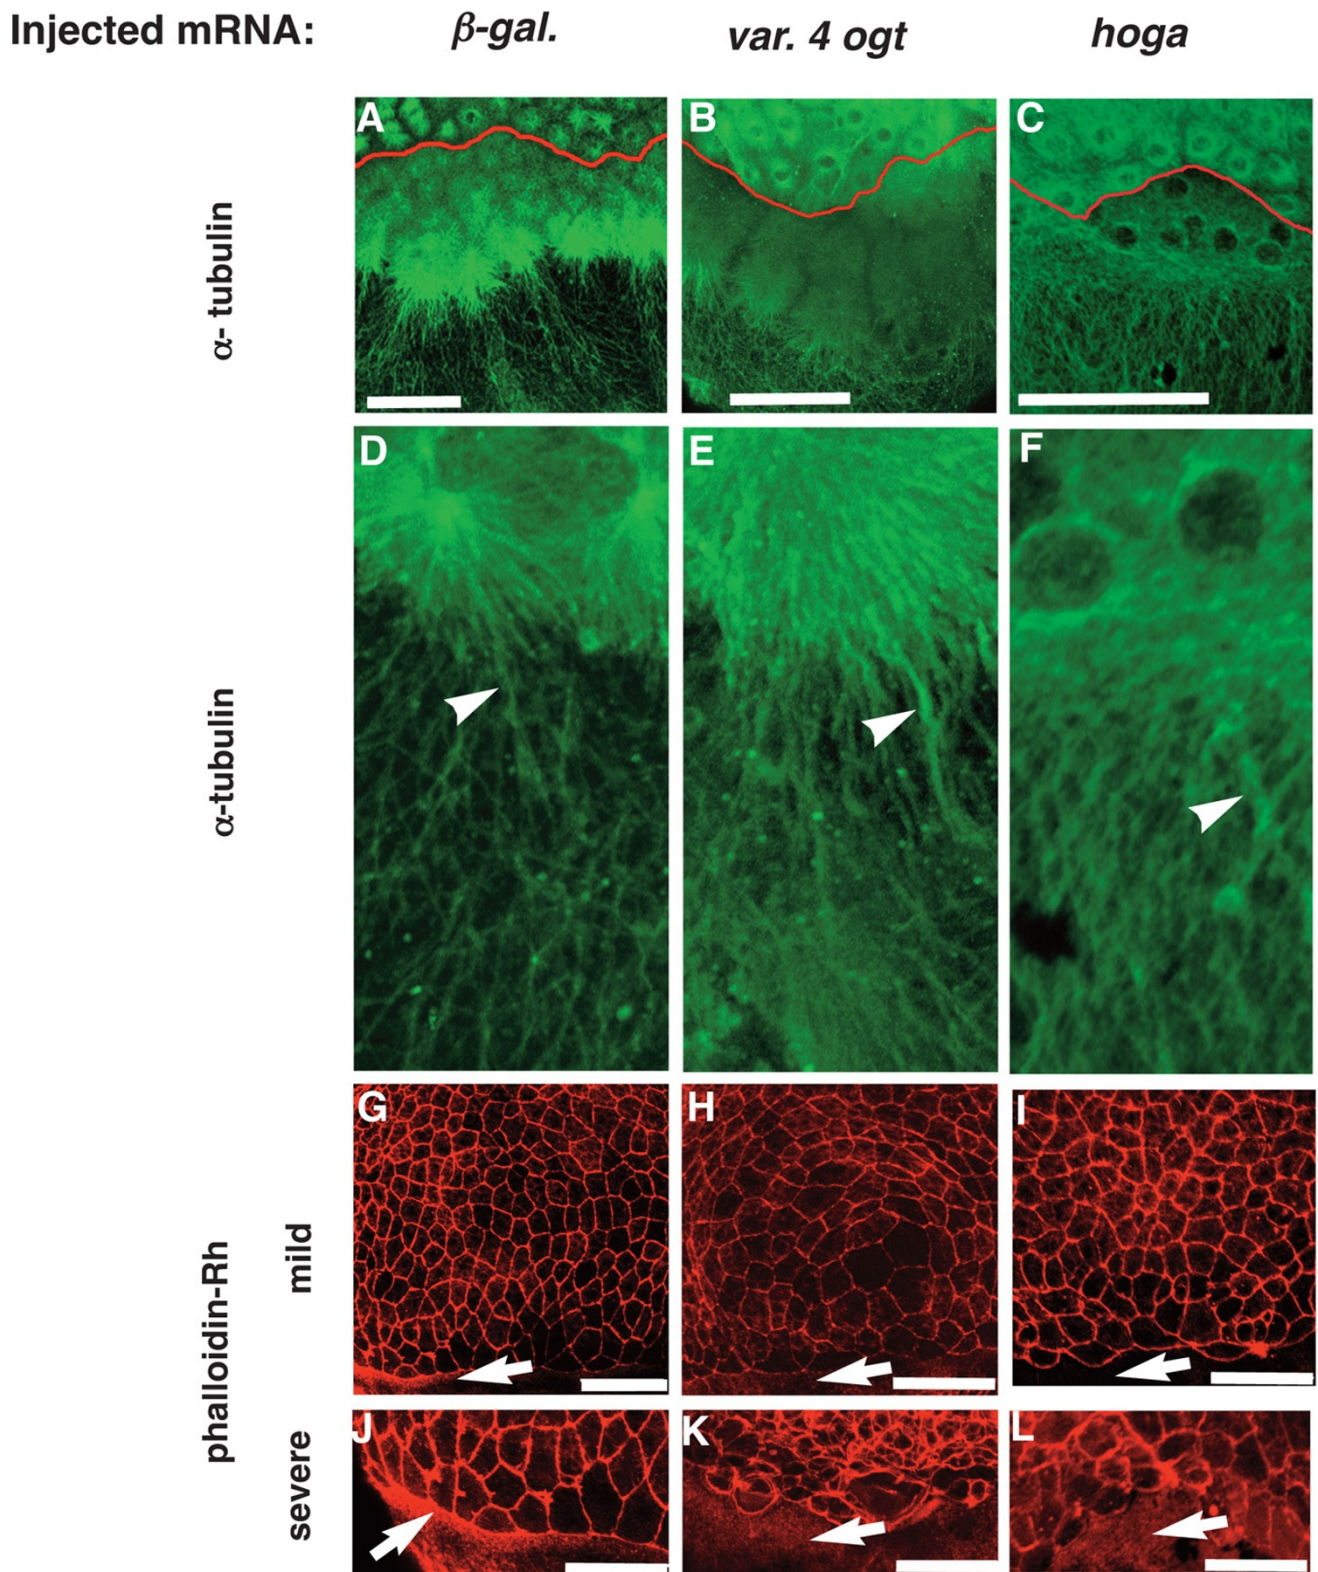 Injected mRNA: β-gal. var. 4 ogt hoga
A B C
α- tubulin
D E F
α-tubulin
G H I
mild
phalloidin-Rh
J K L
severe